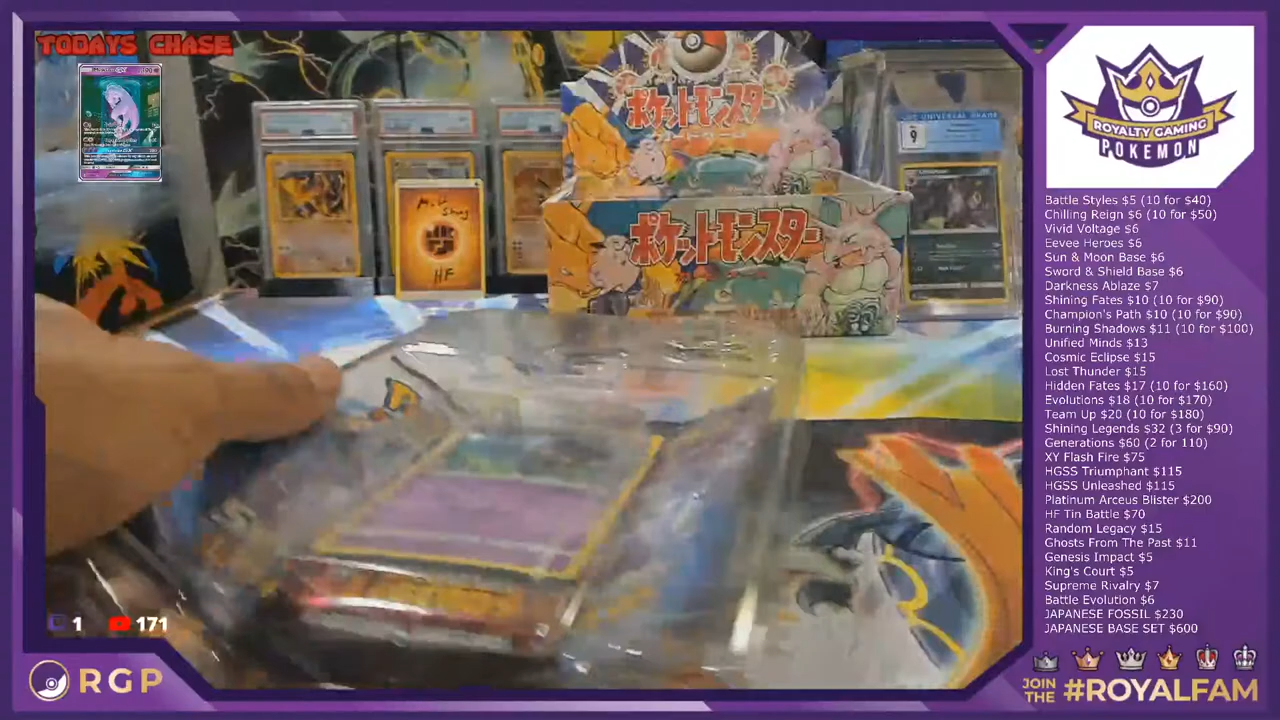 TODAYS CHASE
ポケットモンスター
ポケットモンスター
UNIVERSAL GRADE
9
HF
ROYALTY GAMING
POKEMON
Battle Styles $5 (10 for $40)
Chilling Reign $6 (10 for $50)
Vivid Voltage $6
Eevee Heroes $6
Sun & Moon Base $6
Sword & Shield Base $6
Darkness Ablaze $7
Shining Fates $10 (10 for $90)
Champion's Path $10 (10 for $90)
Burning Shadows $11 (10 for $100)
Unified Minds $13
Cosmic Eclipse $15
Lost Thunder $15
Hidden Fates $17 (10 for $160)
Evolutions $18 (10 for $170)
Team Up $20 (10 for $180)
Shining Legends $32 (3 for $90)
Generations $60 (2 for 110)
XY Flash Fire $75
HGSS Triumphant $115
HGSS Unleashed $115
Platinum Arceus Blister $200
HF Tin Battle $70
Random Legacy $15
Ghosts From The Past $11
Genesis Impact $5
King's Court $5
Supreme Rivalry $7
Battle Evolution $6
JAPANESE FOSSIL $230
JAPANESE BASE SET $600
1 171
RGP
JOIN THE #ROYALFAM